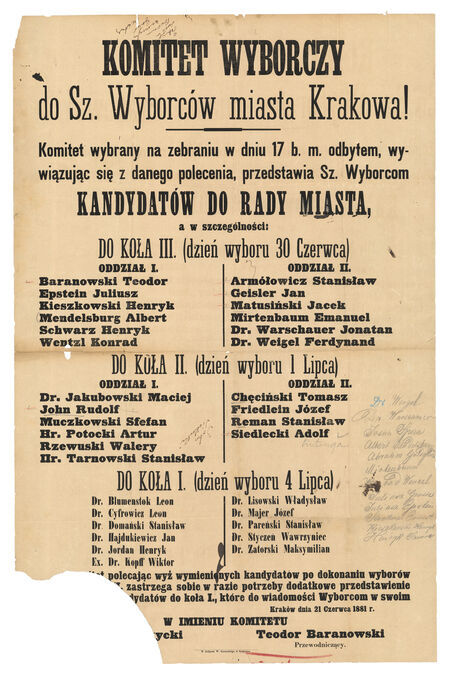 KOMITET WYBORCZY
do Sz. Wyborców miasta Krakowa!
Komitet wybrany na zebraniu w dniu 17 b. m. odbytem, wy-
wiązując się z danego polecenia, przedstawia Sz. Wyborcom
KANDYDATÓW DO RADY MIASTA,
a w szczególności:
DO KOŁA III. (dzień wyboru 30 Czerwca)
ODDZIAŁ I.
Baranowski Teodor
Epstein Juliusz
Kieszkowski Henryk
Mendelsburg Albert
Schwarz Henryk
Wentzl Konrad
ODDZIAŁ II.
Armółowicz Stanisław
Geisler Jan
Matusiński Jacek
Mirtenbaum Emanuel
Dr. Warschauer Jonatan
Dr. Weigel Ferdynand
DO KOŁA II. (dzień wyboru 1 Lipca)
ODDZIAŁ I.
Dr. Jakubowski Maciej
John Rudolf
Muczkowski Stefan
Hr. Potocki Artur
Rzewuski Walery
Hr. Tarnowski Stanisław
ODDZIAŁ II.
Chęciński Tomasz
Friedlein Józef
Reman Stanisław
Siedlecki Adolf
DO KOŁA I. (dzień wyboru 4 Lipca)
Dr. Blumenstok Leon
Dr. Cyfrowicz Leon
Dr. Domański Stanisław
Dr. Hajdukiewicz Jan
Dr. Jordan Henryk
Ex. Dr. Kopff Wiktor
Dr. Lisowski Władysław
Dr. Majer Józef
Dr. Pareński Stanisław
Dr. Styczeń Wawrzyniec
Dr. Zatorski Maksymilian
polecając wyż wymienionych kandydatów po dokonaniu wyborów
zastrzega sobie w razie potrzeby dodatkowe przedstawienie
do koła I., które do wiadomości Wyborcom w swoim
Kraków dnia 21 Czerwca 1881 r.
W IMIENIU KOMITETU
Teodor Baranowski
Przewodniczący.